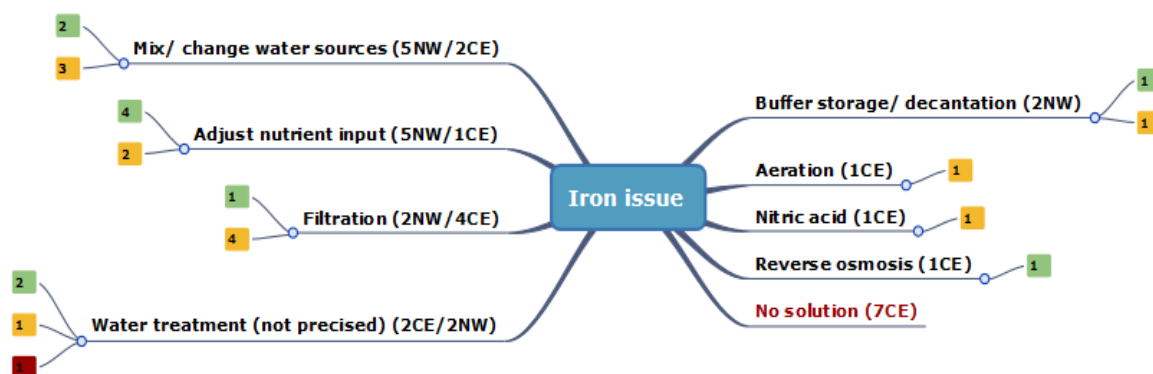 2
Mix/ change water sources (5NW/2CE)
3
4
Adjust nutrient input (5NW/1CE)
2
1
Filtration (2NW/4CE)
4
2
1
Water treatment (not precised) (2CE/2NW)
1
Iron issue
1
Buffer storage/ decantation (2NW)
1
Aeration (1CE)
1
Nitric acid (1CE)
1
Reverse osmosis (1CE)
1
No solution (7CE)